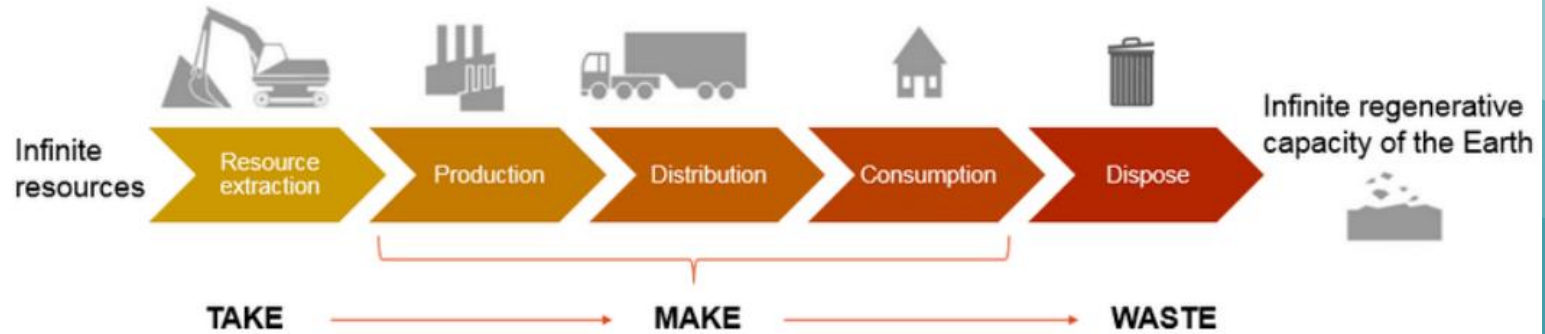 Infinite
resources
Resource
extraction
Production
Distribution
Consumption
Dispose
Infinite regenerative
capacity of the Earth
TAKE
MAKE
WASTE